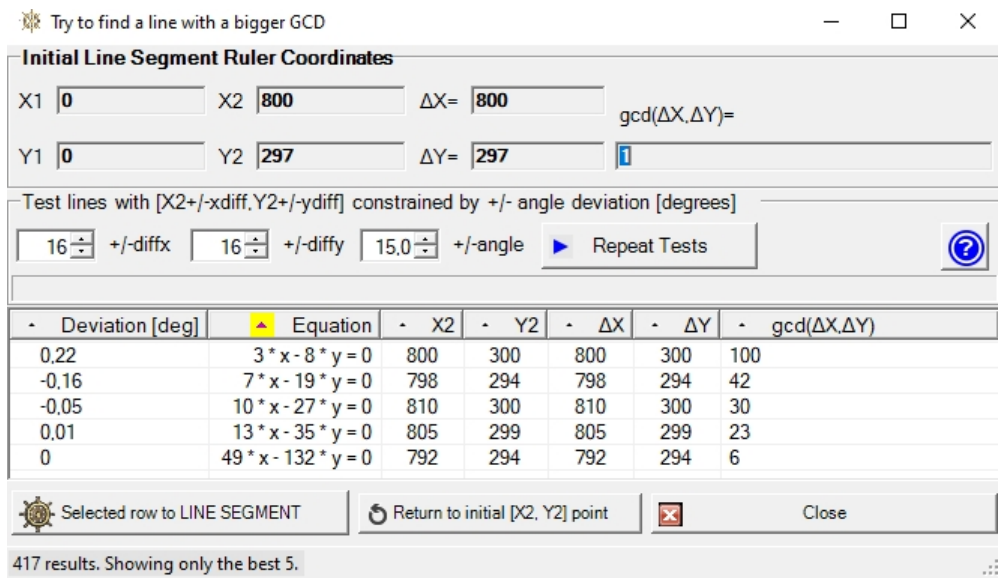 Try to find a line with a bigger GCD
Initial Line Segment Ruler Coordinates
X1 0 X2 800 ΔX= 800 gcd(ΔX,ΔY)=
Y1 0 Y2 297 ΔY= 297 1
Test lines with [X2+/-xdiff,Y2+/-ydiff] constrained by +/- angle deviation [degrees]
16 +/-diffx 16 +/-diffy 15,0 +/-angle Repeat Tests
Deviation [deg] Equation X2 Y2 ΔX ΔY gcd(ΔX,ΔY)
0,22 3 * x - 8 * y = 0 800 300 800 300 100
-0,16 7 * x - 19 * y = 0 798 294 798 294 42
-0,05 10 * x - 27 * y = 0 810 300 810 300 30
0,01 13 * x - 35 * y = 0 805 299 805 299 23
0 49 * x - 132 * y = 0 792 294 792 294 6
Selected row to LINE SEGMENT Return to initial [X2, Y2] point Close
417 results. Showing only the best 5.